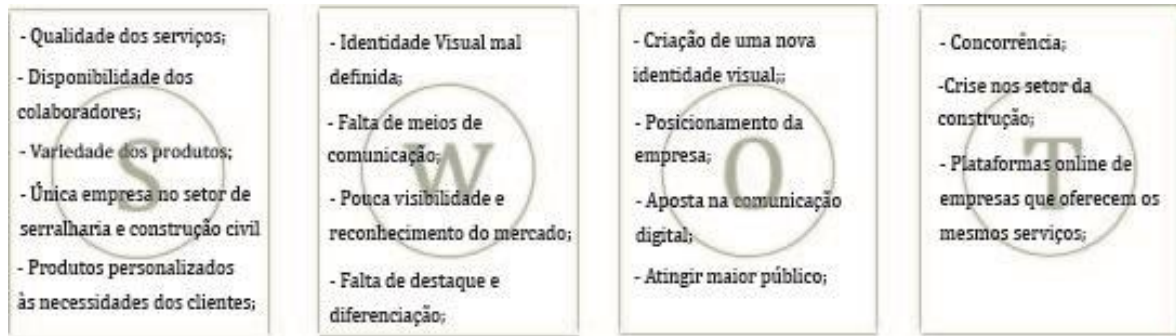 - Qualidade dos serviços;
- Disponibilidade dos
colaboradores;
- Variedade dos produtos;
- Única empresa no setor de
serralharia e construção civil
- Produtos personalizados
às necessidades dos clientes;
S
- Identidade Visual mal
definida;
- Falta de meios de
comunicação;
- Pouca visibilidade e
reconhecimento do mercado;
- Falta de destaque e
diferenciação;
W
- Criação de uma nova
identidade visual;;
- Posicionamento da
empresa;
- Aposta na comunicação
digital;
- Atingir maior público;
O
- Concorrência;
-Crise nos setor da
construção;
- Plataformas online de
empresas que oferecem os
mesmos serviços;
T